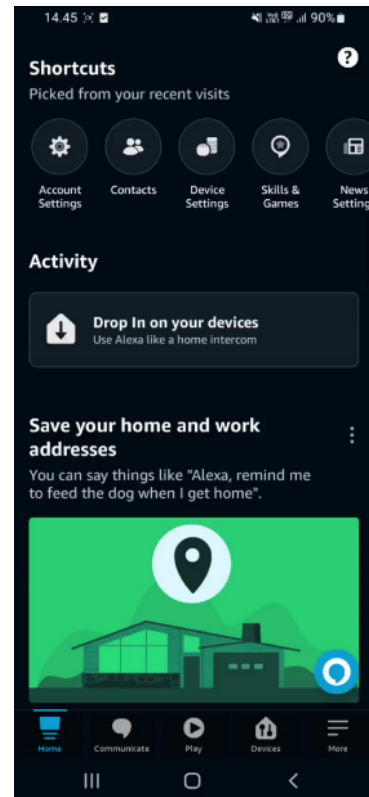 14.45
90%
Shortcuts
?
Picked from your recent visits
Account Settings
Contacts
Device Settings
Skills & Games
News Setting
Activity
Drop In on your devices
Use Alexa like a home intercom
Save your home and work
addresses
You can say things like "Alexa, remind me
to feed the dog when I get home".
Home
Communicate
Play
Devices
More